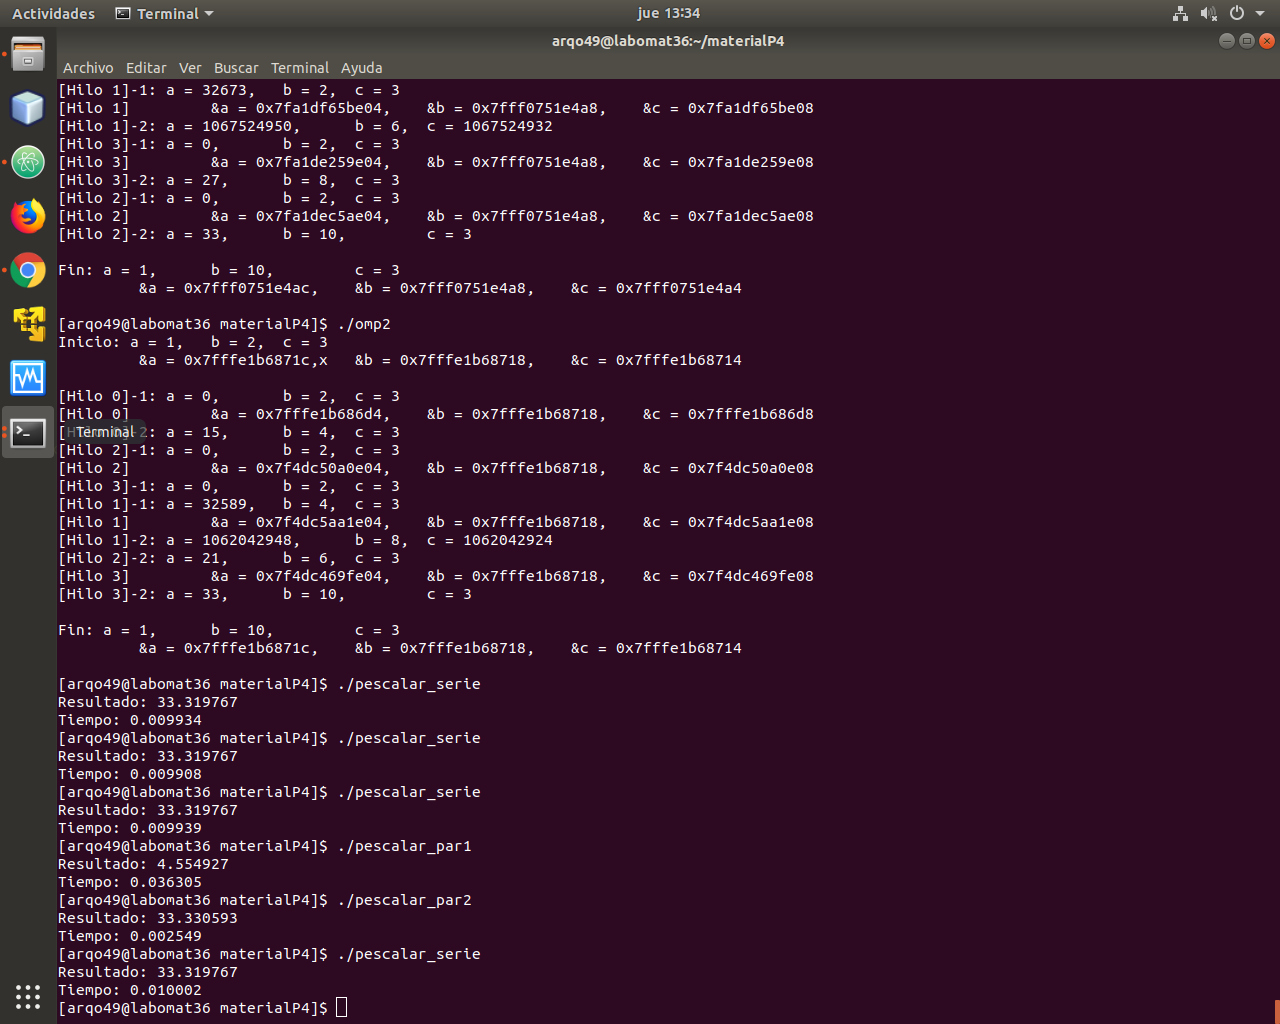 Actividades Terminal jue 13:34
arqo49@labomat36:~/materialP4
Archivo Editar Ver Buscar Terminal Ayuda
[Hilo 1]-1: a = 32673, b = 2, c = 3
[Hilo 1] &a = 0x7fa1df65be04, &b = 0x7fff0751e4a8, &c = 0x7fa1df65be08
[Hilo 1]-2: a = 1067524950, b = 6, c = 1067524932
[Hilo 3]-1: a = 0, b = 2, c = 3
[Hilo 3] &a = 0x7fa1de259e04, &b = 0x7fff0751e4a8, &c = 0x7fa1de259e08
[Hilo 3]-2: a = 27, b = 8, c = 3
[Hilo 2]-1: a = 0, b = 2, c = 3
[Hilo 2] &a = 0x7fa1dec5ae04, &b = 0x7fff0751e4a8, &c = 0x7fa1dec5ae08
[Hilo 2]-2: a = 33, b = 10, c = 3
Fin: a = 1, b = 10, c = 3
&a = 0x7fff0751e4ac, &b = 0x7fff0751e4a8, &c = 0x7fff0751e4a4
[arqo49@labomat36 materialP4]$ ./omp2
Inicio: a = 1, b = 2, c = 3
&a = 0x7fffe1b6871c,x &b = 0x7fffe1b68718, &c = 0x7fffe1b68714
[Hilo 0]-1: a = 0, b = 2, c = 3
[Hilo 0] &a = 0x7fffe1b686d4, &b = 0x7fffe1b68718, &c = 0x7fffe1b686d8
[Hilo 0]-2: a = 15, b = 4, c = 3
Terminal
[Hilo 2]-1: a = 0, b = 2, c = 3
[Hilo 2] &a = 0x7f4dc50a0e04, &b = 0x7fffe1b68718, &c = 0x7f4dc50a0e08
[Hilo 3]-1: a = 0, b = 2, c = 3
[Hilo 1]-1: a = 32589, b = 4, c = 3
[Hilo 1] &a = 0x7f4dc5aa1e04, &b = 0x7fffe1b68718, &c = 0x7f4dc5aa1e08
[Hilo 1]-2: a = 1062042948, b = 8, c = 1062042924
[Hilo 2]-2: a = 21, b = 6, c = 3
[Hilo 3] &a = 0x7f4dc469fe04, &b = 0x7fffe1b68718, &c = 0x7f4dc469fe08
[Hilo 3]-2: a = 33, b = 10, c = 3
Fin: a = 1, b = 10, c = 3
&a = 0x7fffe1b6871c, &b = 0x7fffe1b68718, &c = 0x7fffe1b68714
[arqo49@labomat36 materialP4]$ ./pescalar_serie
Resultado: 33.319767
Tiempo: 0.009934
[arqo49@labomat36 materialP4]$ ./pescalar_serie
Resultado: 33.319767
Tiempo: 0.009908
[arqo49@labomat36 materialP4]$ ./pescalar_serie
Resultado: 33.319767
Tiempo: 0.009939
[arqo49@labomat36 materialP4]$ ./pescalar_par1
Resultado: 4.554927
Tiempo: 0.036305
[arqo49@labomat36 materialP4]$ ./pescalar_par2
Resultado: 33.330593
Tiempo: 0.002549
[arqo49@labomat36 materialP4]$ ./pescalar_serie
Resultado: 33.319767
Tiempo: 0.010002
[arqo49@labomat36 materialP4]$